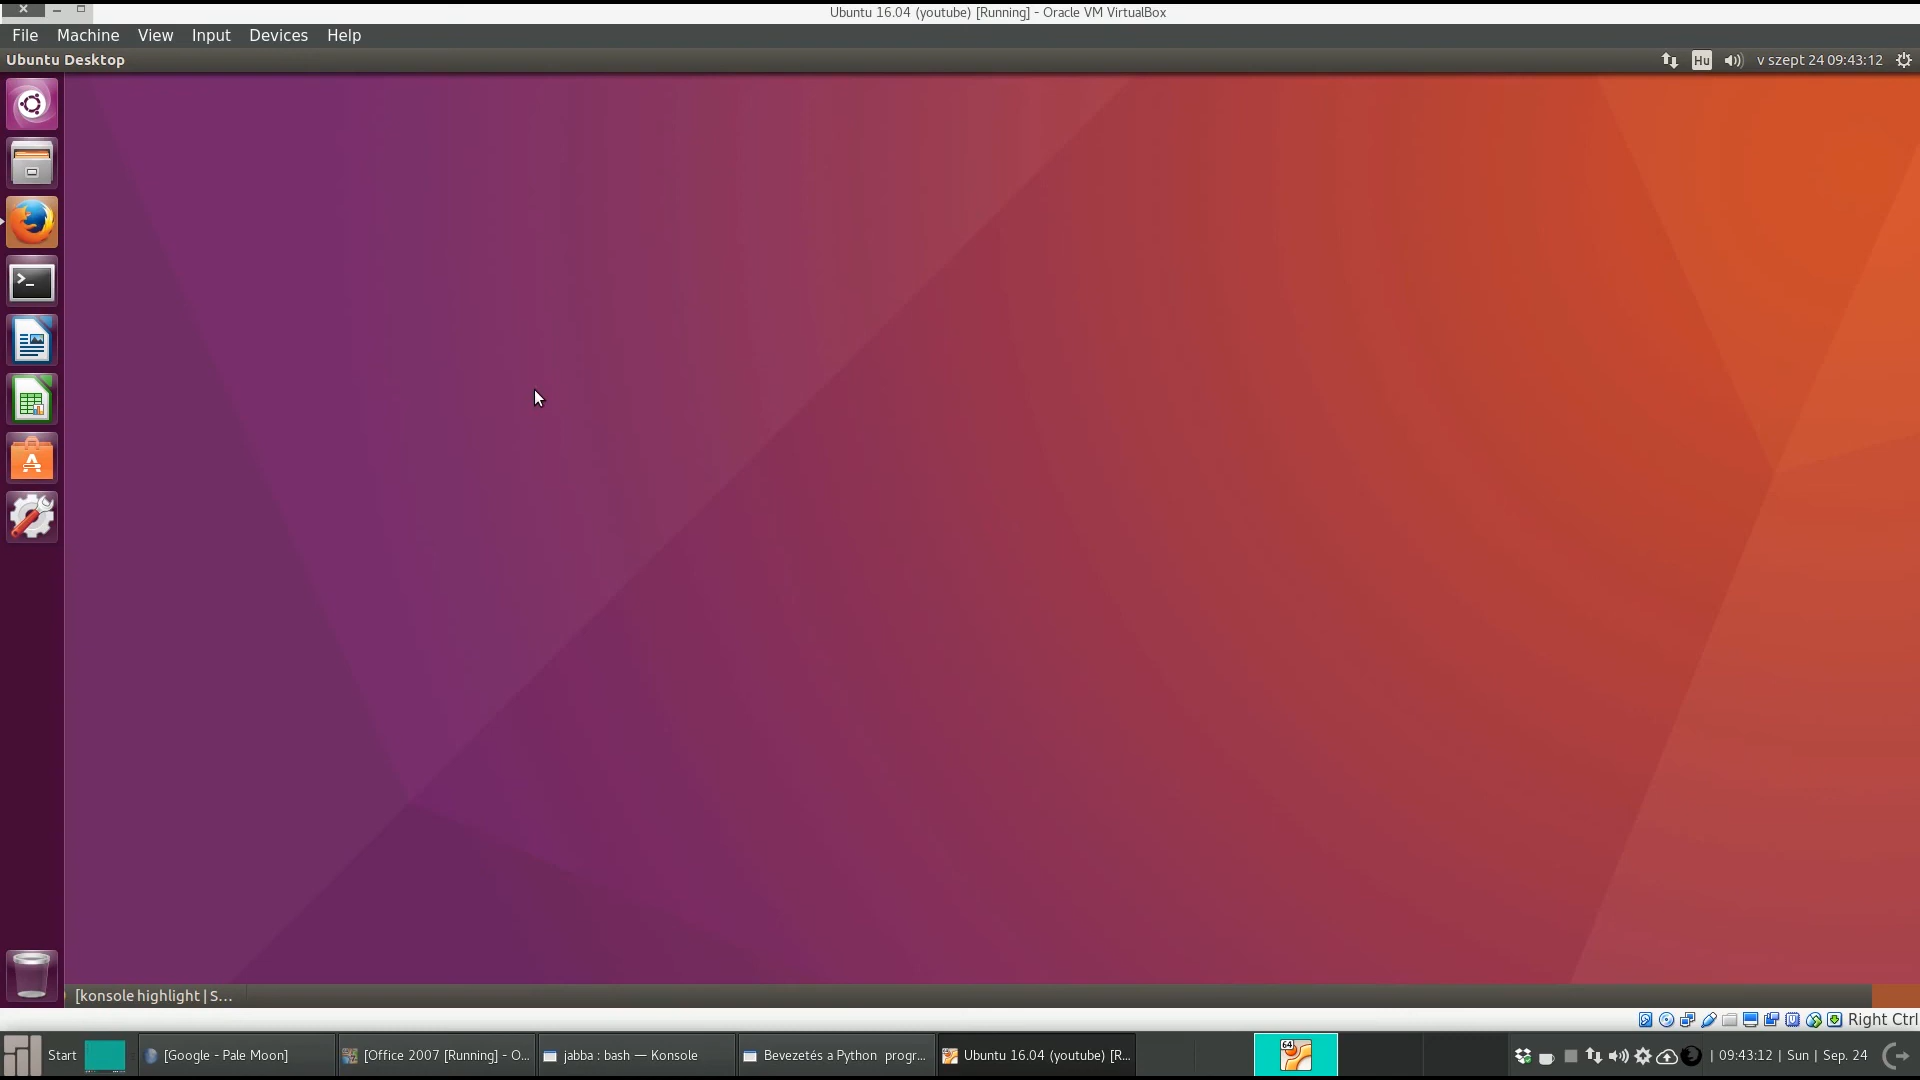 Ubuntu 16.04 (youtube) [Running] - Oracle VM VirtualBox
File Machine View Input Devices Help
Ubuntu Desktop
Hu
v szept 24 09:43:12
[konsole highlight | S...
Right Ctrl
Start
[Google - Pale Moon]
[Office 2007 [Running] - O...
jabba : bash — Konsole
Bevezetés a Python progr...
Ubuntu 16.04 (youtube) [R...
64
| 09:43:12 | Sun | Sep. 24